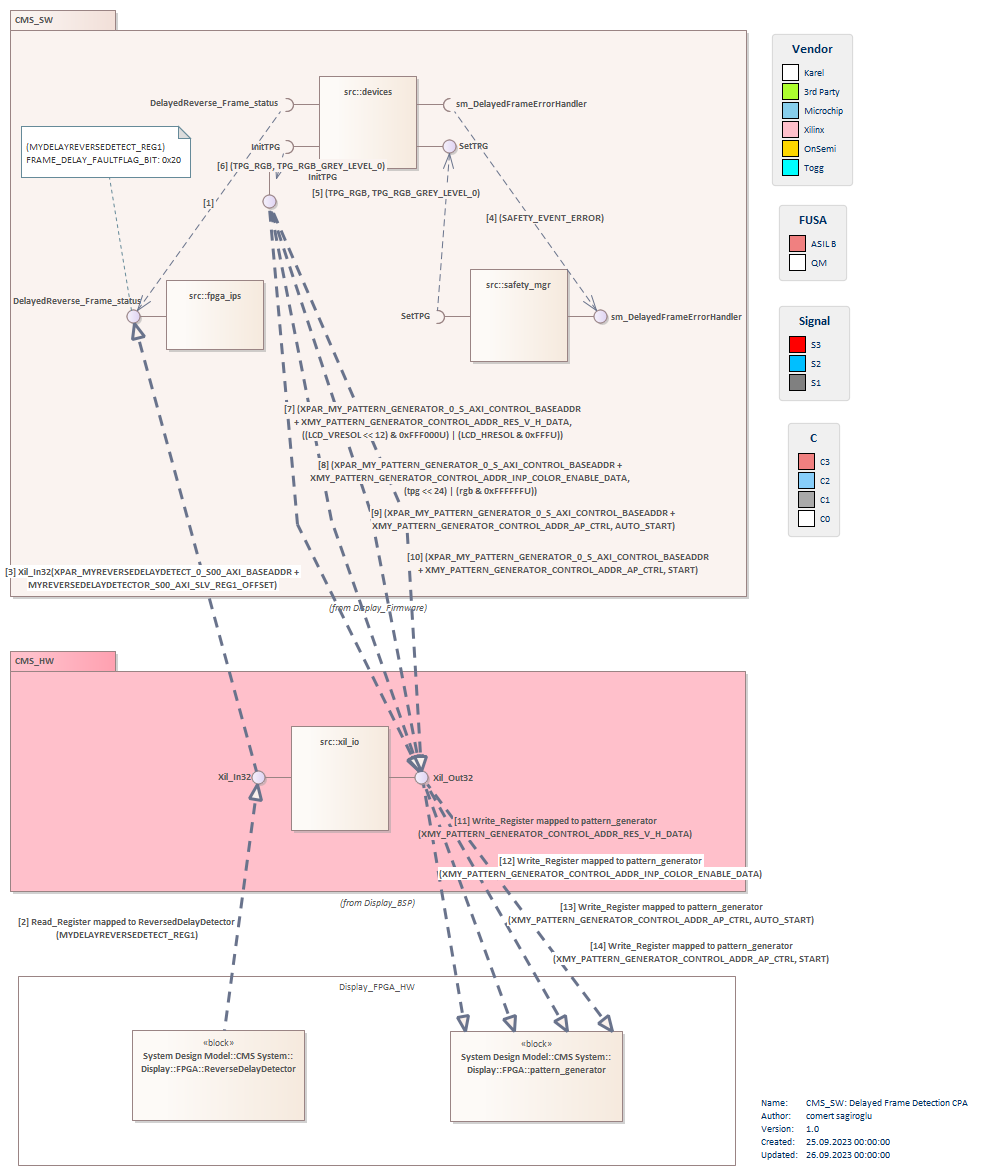 CMS_SW
Vendor
Karel
3rd Party
Microchip
Xilinx
OnSemi
Togg
src::devices
DelayedReverse_Frame_status
sm_DelayedFrameErrorHandler
{MYDELAYREVERSEDETECT_REG1}
FRAME_DELAY_FAULTFLAG_BIT: 0x20
InitTPG
SetTPG
[6] (TPG_RGB, TPG_RGB_GREY_LEVEL_0)
InitTPG
[5] (TPG_RGB, TPG_RGB_GREY_LEVEL_0)
[1]
[4] (SAFETY_EVENT_ERROR)
FUSA
ASIL B
QM
DelayedReverse_Frame_status
src::fpga_ips
src::safety_mgr
SetTPG
sm_DelayedFrameErrorHandler
Signal
S3
S2
S1
[7] (XPAR_MY_PATTERN_GENERATOR_0_S_AXI_CONTROL_BASEADDR
+ XMY_PATTERN_GENERATOR_CONTROL_ADDR_RES_V_H_DATA,
((LCD_VRESOL << 12) & 0xFFF000U) | (LCD_HRESOL & 0xFFFU))
C
C3
C2
C1
C0
[8] (XPAR_MY_PATTERN_GENERATOR_0_S_AXI_CONTROL_BASEADDR +
XMY_PATTERN_GENERATOR_CONTROL_ADDR_INP_COLOR_ENABLE_DATA,
(tpg << 24) | (rgb & 0xFFFFFFU))
[9] (XPAR_MY_PATTERN_GENERATOR_0_S_AXI_CONTROL_BASEADDR +
XMY_PATTERN_GENERATOR_CONTROL_ADDR_AP_CTRL, AUTO_START)
[10] (XPAR_MY_PATTERN_GENERATOR_0_S_AXI_CONTROL_BASEADDR
+ XMY_PATTERN_GENERATOR_CONTROL_ADDR_AP_CTRL, START)
[3] Xil_In32(XPAR_MYREVERSEDELAYDETECT_0_S00_AXI_BASEADDR +
MYREVERSEDELAYDETECTOR_S00_AXI_SLV_REG1_OFFSET)
(from Display_Firmware)
CMS_HW
src::xil_io
Xil_In32
Xil_Out32
[11] Write_Register mapped to pattern_generator
(XMY_PATTERN_GENERATOR_CONTROL_ADDR_RES_V_H_DATA)
[12] Write_Register mapped to pattern_generator
(XMY_PATTERN_GENERATOR_CONTROL_ADDR_INP_COLOR_ENABLE_DATA)
(from Display_BSP)
[13] Write_Register mapped to pattern_generator
(XMY_PATTERN_GENERATOR_CONTROL_ADDR_AP_CTRL, AUTO_START)
[2] Read_Register mapped to ReversedDelayDetector
(MYDELAYREVERSEDETECT_REG1)
[14] Write_Register mapped to pattern_generator
(XMY_PATTERN_GENERATOR_CONTROL_ADDR_AP_CTRL, START)
Display_FPGA_HW
«block»
System Design Model::CMS System::
Display::FPGA::ReverseDelayDetector
«block»
System Design Model::CMS System::
Display::FPGA::pattern_generator
Name: CMS_SW: Delayed Frame Detection CPA
Author: comert sagiroglu
Version: 1.0
Created: 25.09.2023 00:00:00
Updated: 26.09.2023 00:00:00